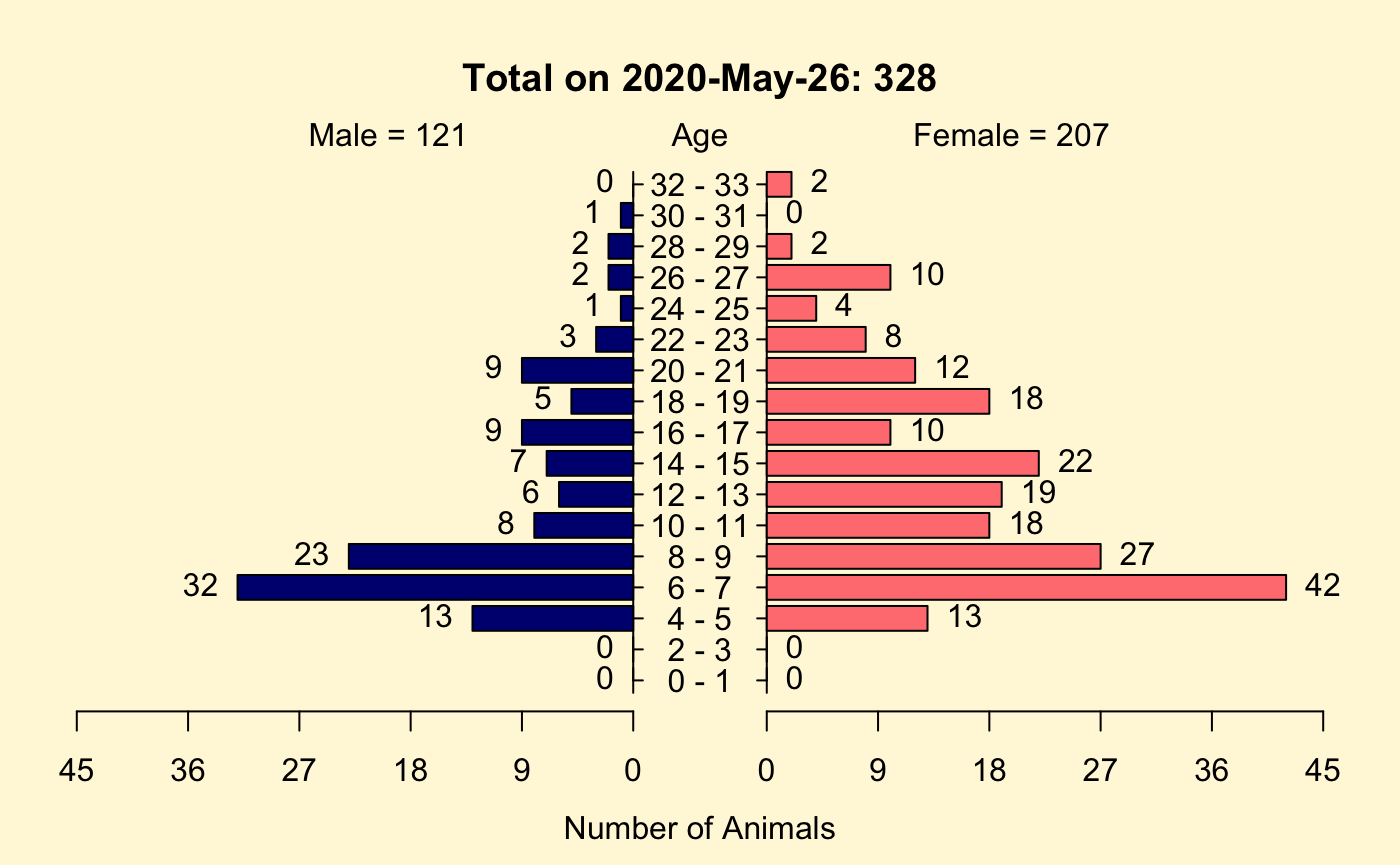 Total on 2020-May-26: 328
Male = 121 Age Female = 207
0 32 - 33 2
1 30 - 31 0
2 28 - 29 2
2 26 - 27 10
1 24 - 25 4
3 22 - 23 8
9 20 - 21 12
5 18 - 19 18
9 16 - 17 10
7 14 - 15 22
6 12 - 13 19
8 10 - 11 18
23 8 - 9 27
32 6 - 7 42
13 4 - 5 13
0 2 - 3 0
0 0 - 1 0
45 36 27 18 9 0 0 9 18 27 36 45
Number of Animals